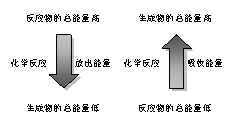 反应物的总能量高
化学反应 放出能量
生成物的总能量低
生成物的总能量高
化学反应 吸收能量
反应物的总能量低